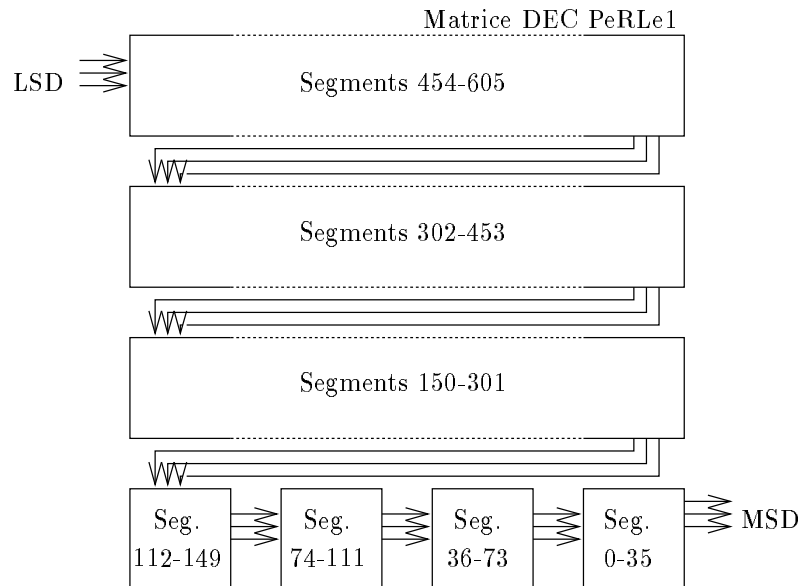 Matrice DEC PeRLe1
LSD
Segments 454-605
Segments 302-453
Segments 150-301
Seg.
112-149
Seg.
74-111
Seg.
36-73
Seg.
0-35
MSD